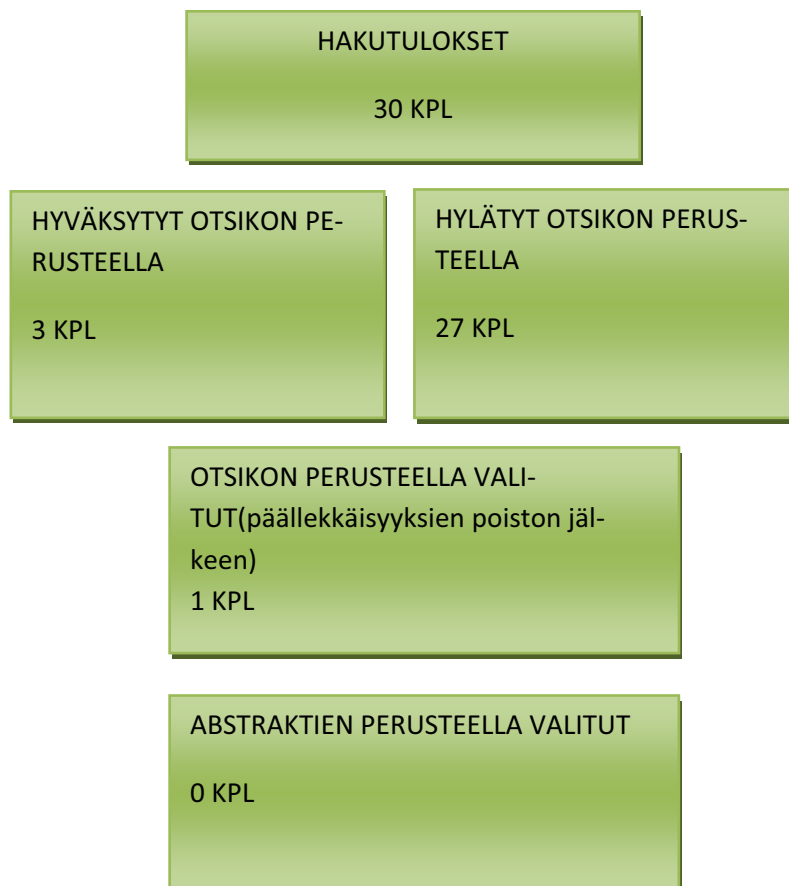 HAKUTULOKSET
30 KPL
HYVÄKSYTYT OTSIKON PE-
RUSTEELLA
3 KPL
HYLÄTYT OTSIKON PERUS-
TEELLA
27 KPL
OTSIKON PERUSTEELLA VALI-
TUT(päällekkäisyyksien poiston jäl-
keen)
1 KPL
ABSTRAKTIEN PERUSTEELLA VALITUT
0 KPL